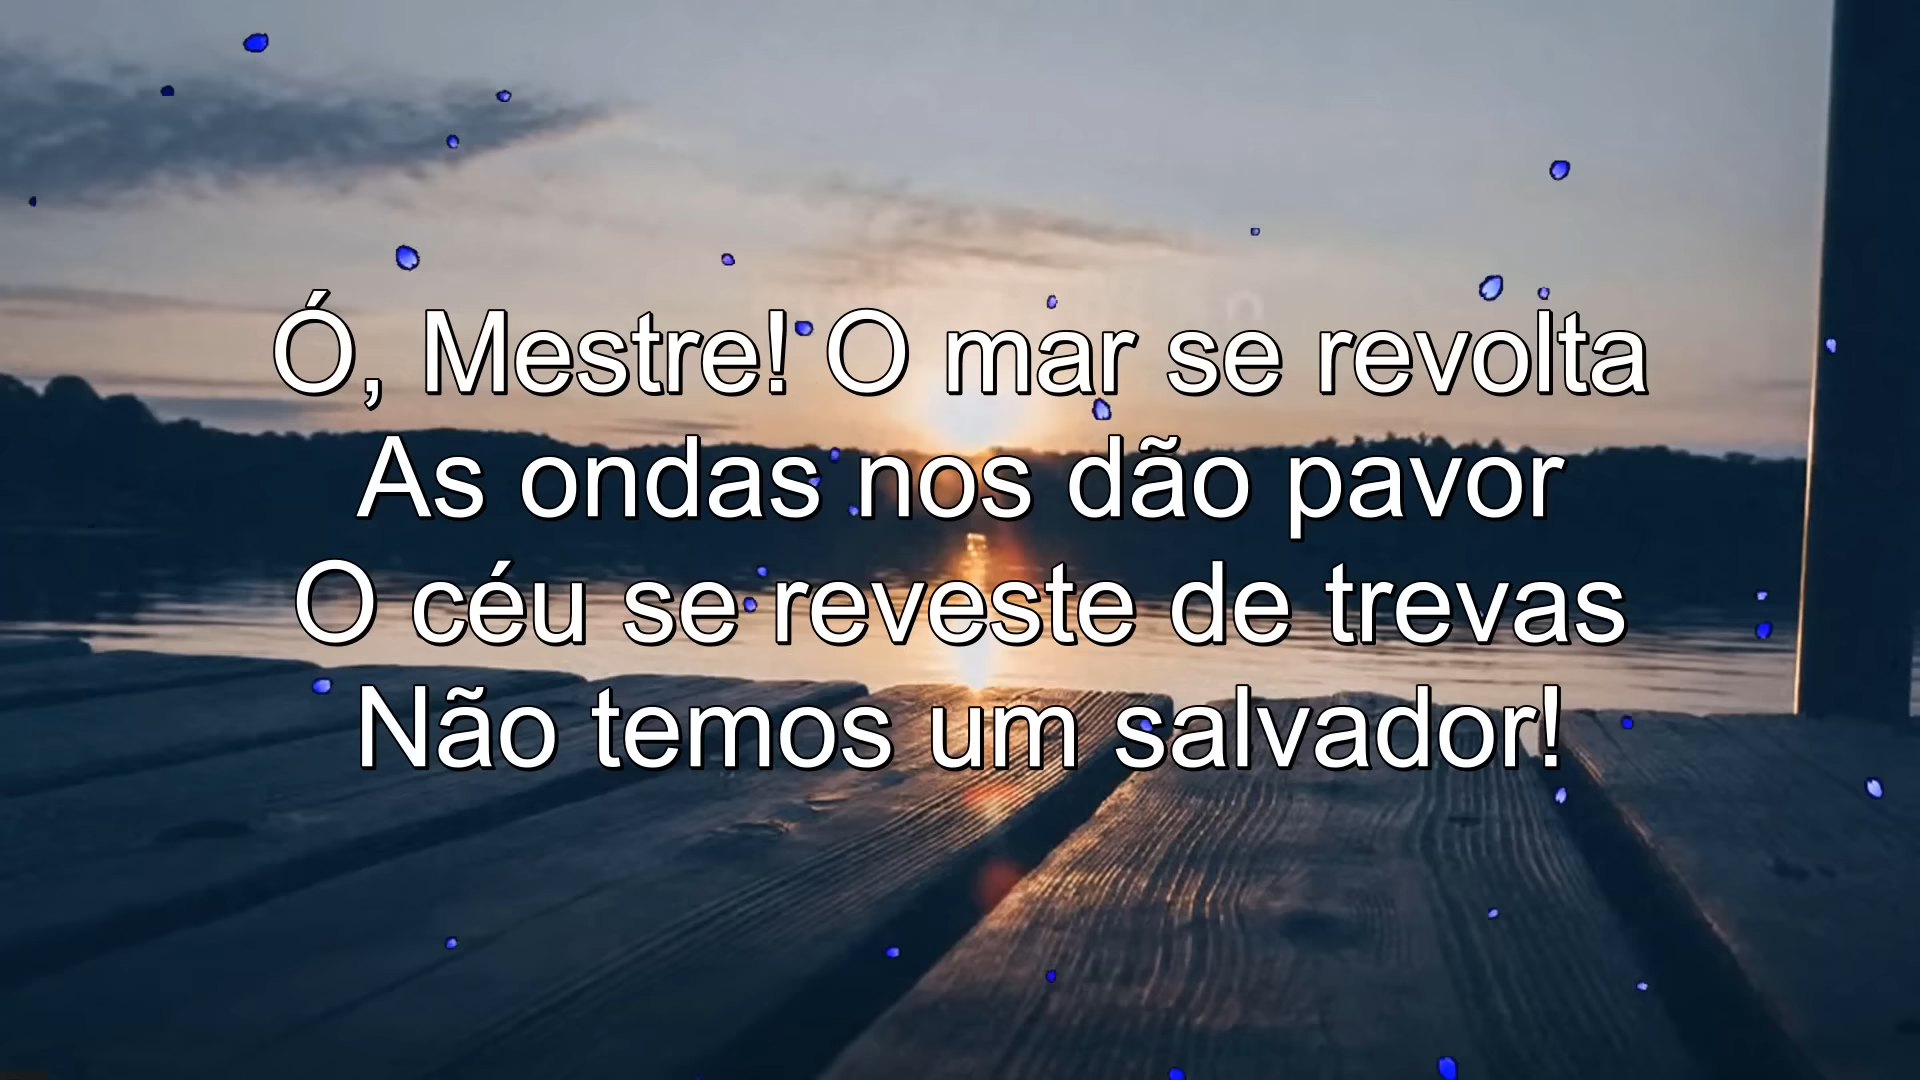 Ó, Mestre! O mar se revolta
As ondas nos dão pavor
O céu se reveste de trevas
Não temos um salvador!